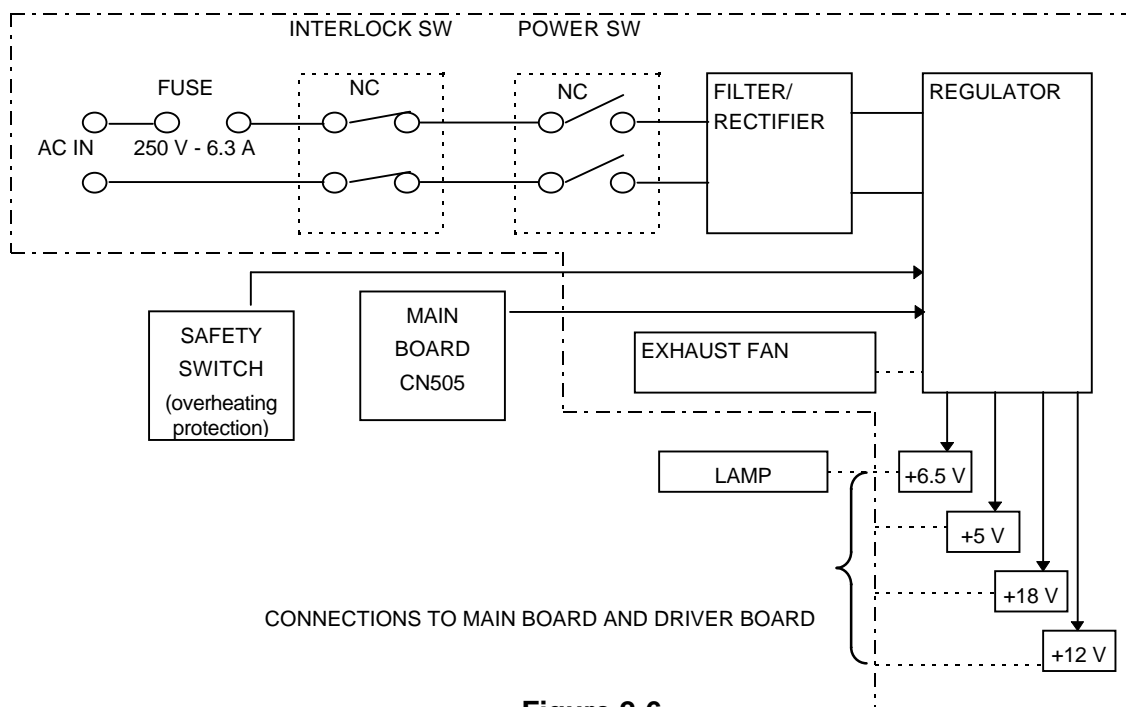 INTERLOCK SW
POWER SW
FUSE
NC
NC
FILTER/
RECTIFIER
REGULATOR
AC IN
250 V - 6.3 A
SAFETY
SWITCH
(overheating
protection)
MAIN
BOARD
CN505
EXHAUST FAN
LAMP
+6.5 V
+5 V
+18 V
CONNECTIONS TO MAIN BOARD AND DRIVER BOARD
+12 V